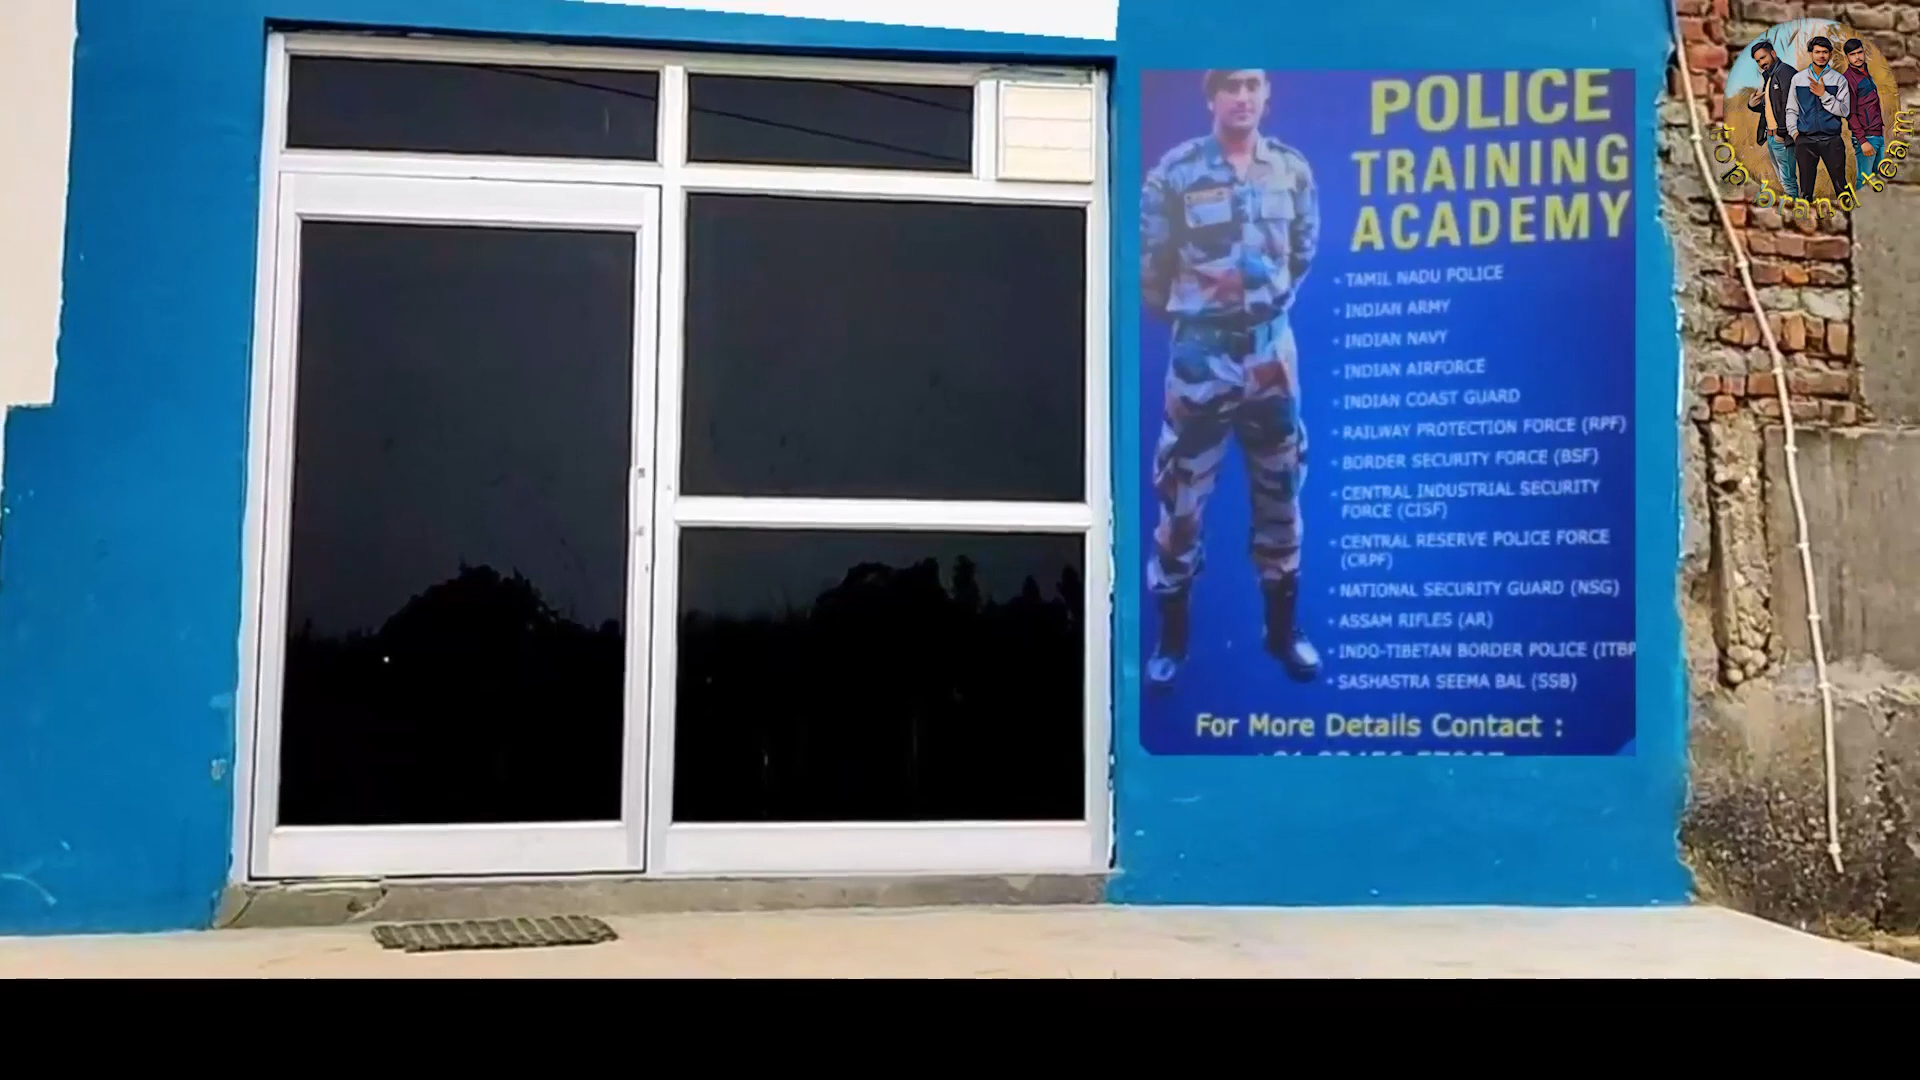 POLICE
TRAINING
ACADEMY
• TAMIL NADU POLICE
• INDIAN ARMY
• INDIAN NAVY
• INDIAN AIRFORCE
• INDIAN COAST GUARD
• RAILWAY PROTECTION FORCE (RPF)
• BORDER SECURITY FORCE (BSF)
• CENTRAL INDUSTRIAL SECURITY
FORCE (CISF)
• CENTRAL RESERVE POLICE FORCE
(CRPF)
• NATIONAL SECURITY GUARD (NSG)
• ASSAM RIFLES (AR)
• INDO-TIBETAN BORDER POLICE (ITBP
• SASHASTRA SEEMA BAL (SSB)
For More Details Contact :
brand team